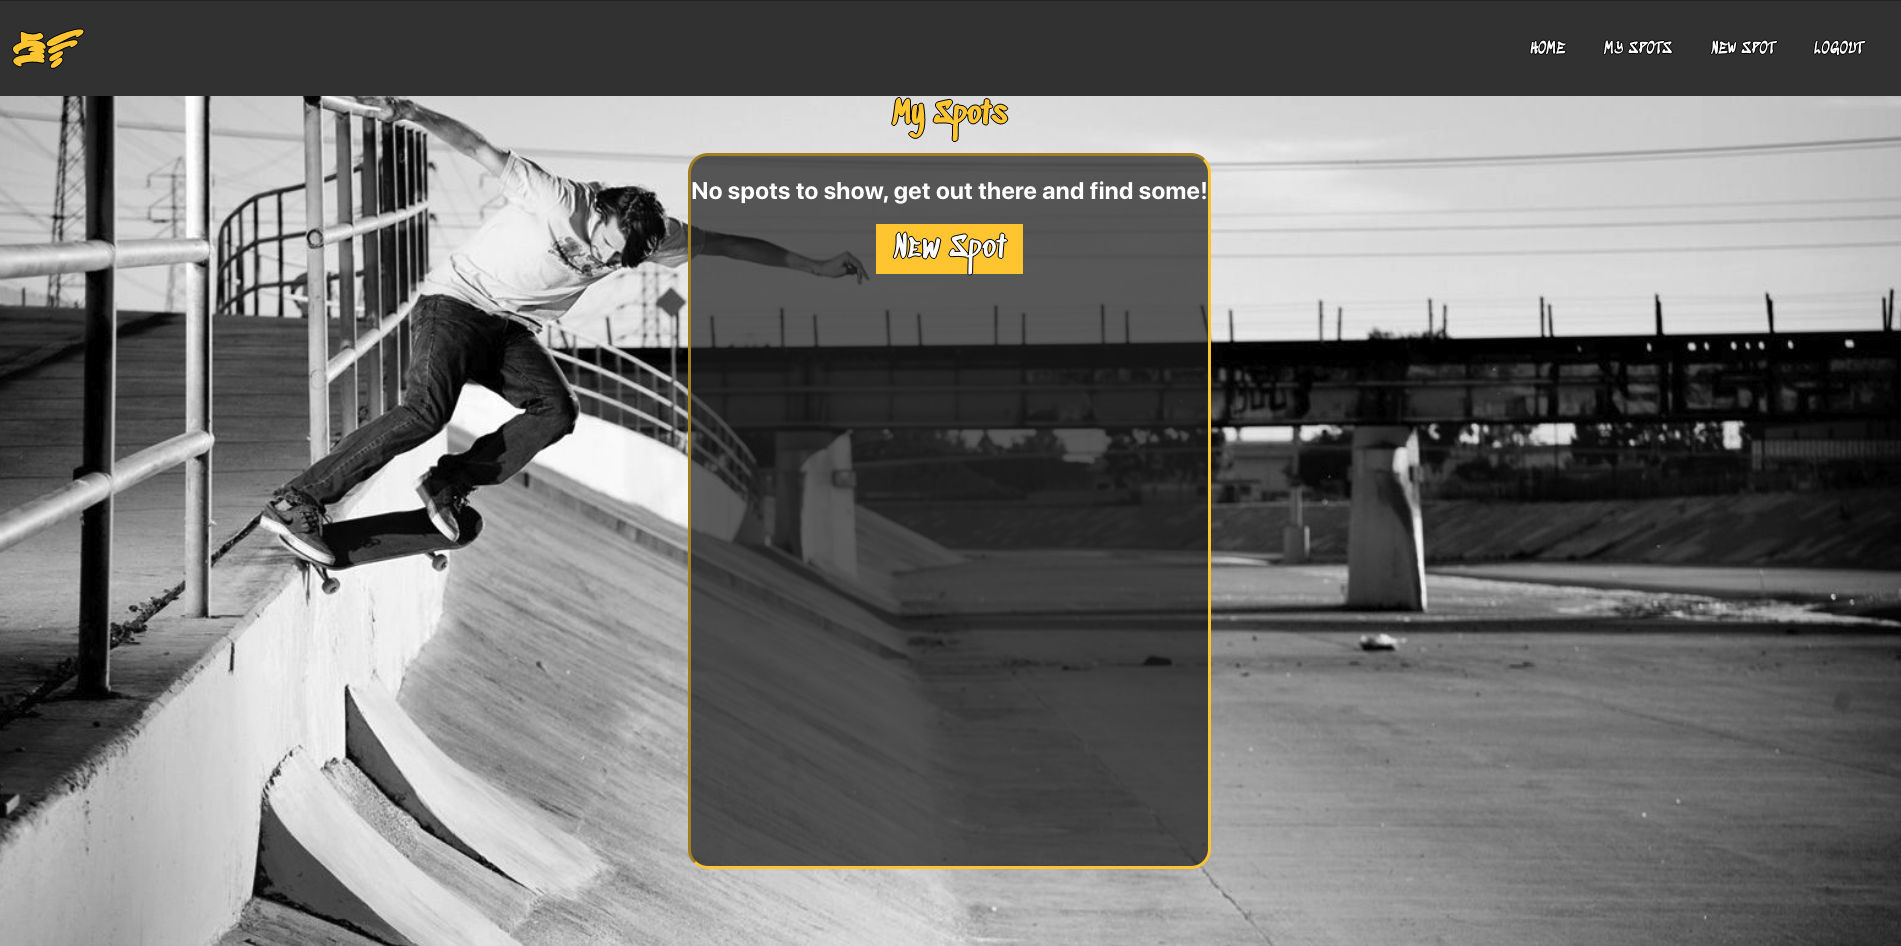 HOME MY SPOTS NEW SPOT LOGOUT
My Spots
No spots to show, get out there and find some!
New Spot